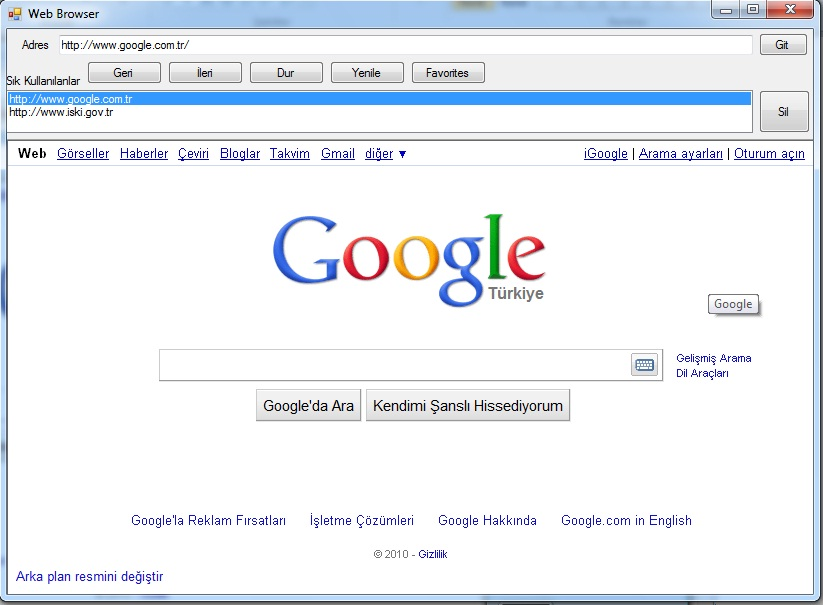 Web Browser
Adres http://www.google.com.tr/ Git
Sık Kullanılanlar Geri İleri Dur Yenile Favorites
http://www.google.com.tr
http://www.iski.gov.tr
Sil
Web Görseller Haberler Çeviri Bloglar Takvim Gmail diğer ▼ iGoogle | Arama ayarları | Oturum açın
Google
Türkiye
Google
Gelişmiş Arama
Dil Araçları
Google'da Ara Kendimi Şanslı Hissediyorum
Google'la Reklam Fırsatları İşletme Çözümleri Google Hakkında Google.com in English
© 2010 - Gizlilik
Arka plan resmini değiştir